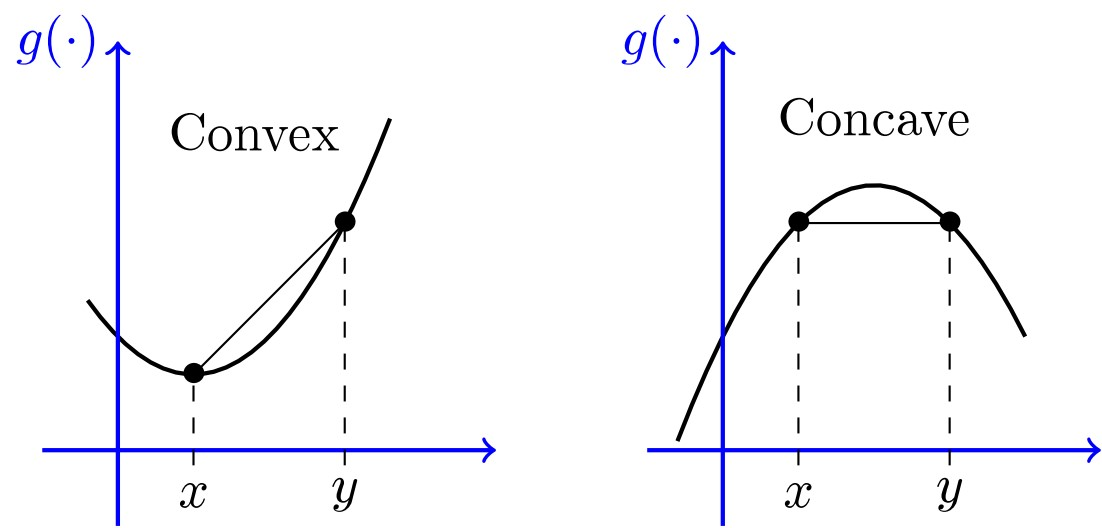 g(·)
Convex
x
y
g(·)
Concave
x
y